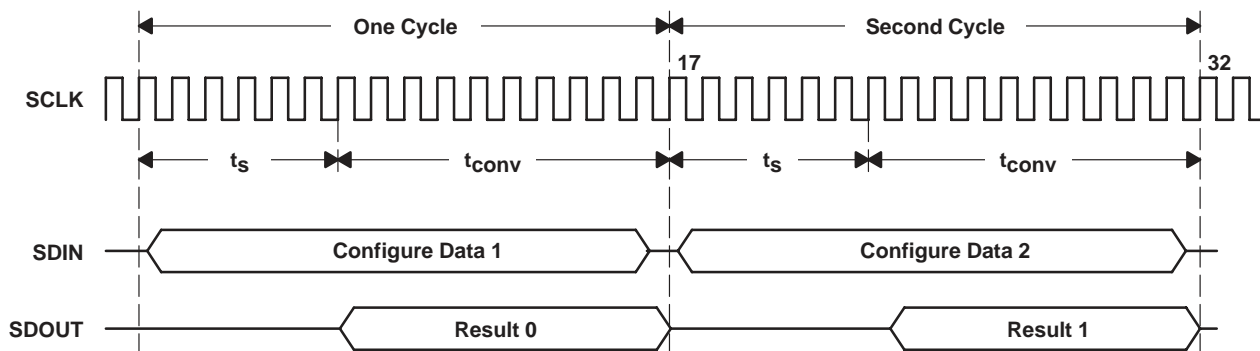 One Cycle
Second Cycle
17
32
SCLK
ts
tconv
ts
tconv
SDIN
Configure Data 1
Configure Data 2
SDOUT
Result 0
Result 1